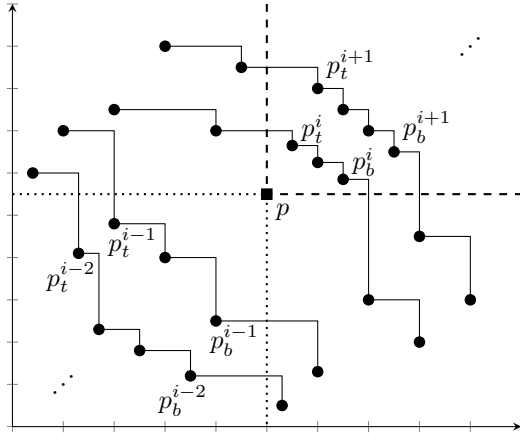 p_t^{i+1}
p_b^{i+1}
p_t^i
p_b^i
p
p_t^{i-1}
p_t^{i-2}
p_b^{i-1}
p_b^{i-2}